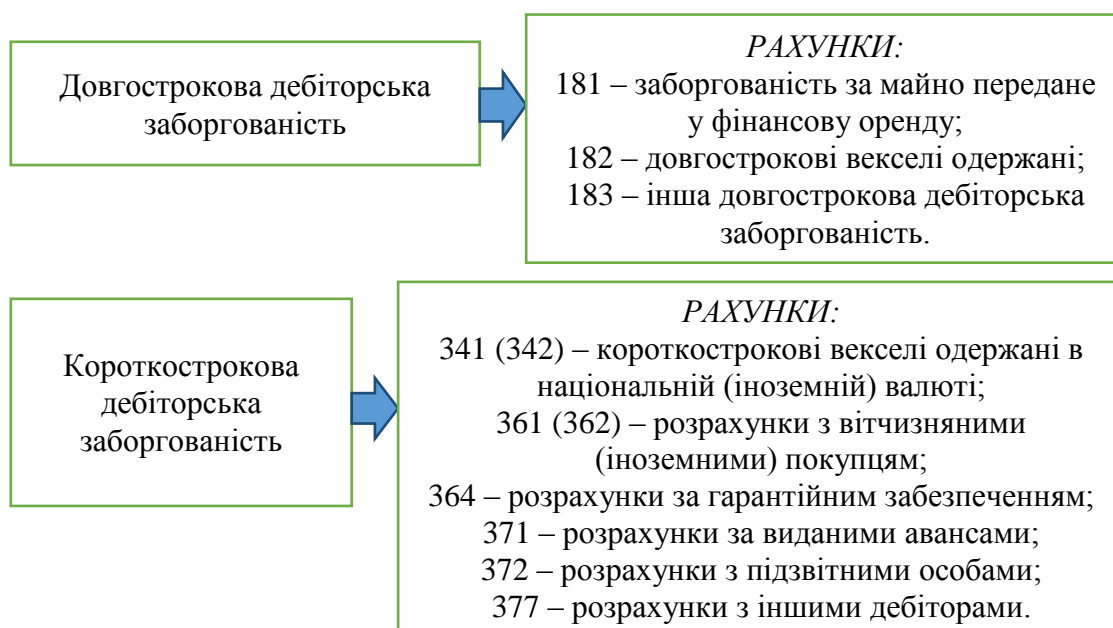 Довгострокова дебіторська
заборгованість
РАХУНКИ:
181 – заборгованість за майно передане
у фінансову оренду;
182 – довгострокові векселі одержані;
183 – інша довгострокова дебіторська
заборгованість.
Короткострокова
дебіторська
заборгованість
РАХУНКИ:
341 (342) – короткострокові векселі одержані в
національній (іноземній) валюті;
361 (362) – розрахунки з вітчизняними
(іноземними) покупцям;
364 – розрахунки за гарантійним забезпеченням;
371 – розрахунки за виданими авансами;
372 – розрахунки з підзвітними особами;
377 – розрахунки з іншими дебіторами.